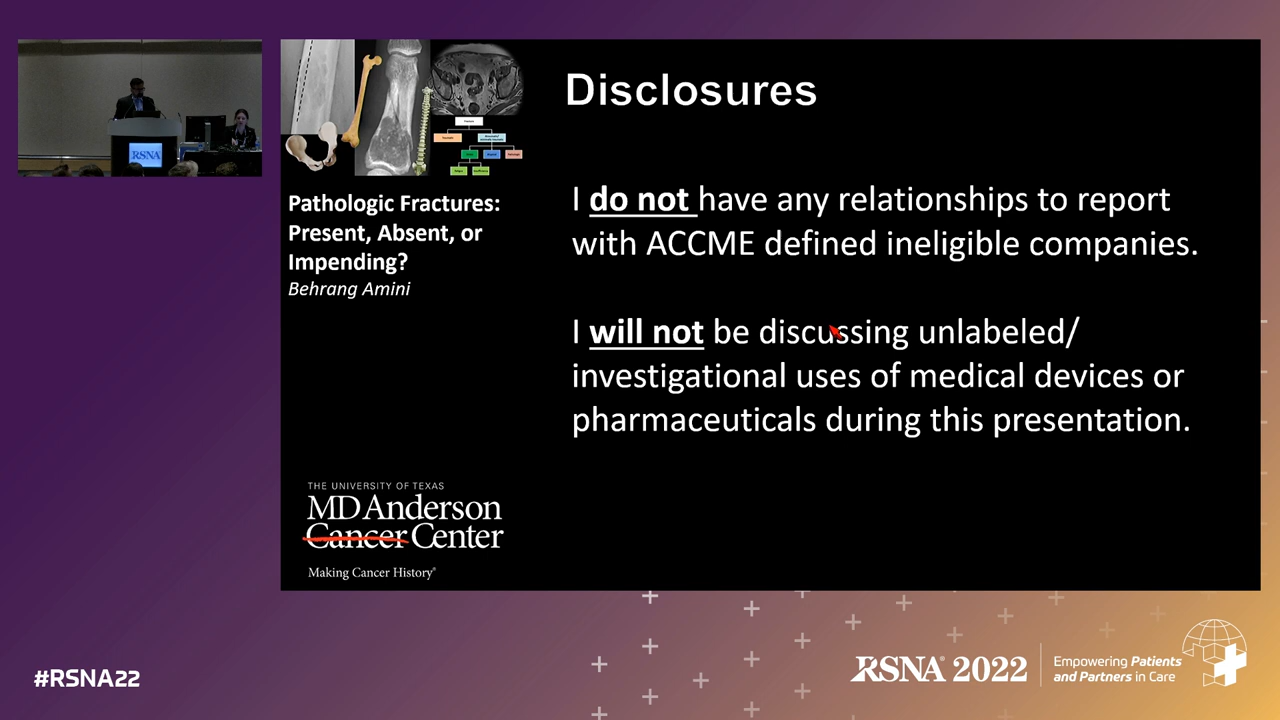 Disclosures
Pathologic Fractures:
Present, Absent, or
Impending?
Behrang Amini
I do not have any relationships to report
with ACCME defined ineligible companies.
I will not be discussing unlabeled/
investigational uses of medical devices or
pharmaceuticals during this presentation.
THE UNIVERSITY OF TEXAS
MD Anderson
Cancer Center
Making Cancer History®
RSNA
#RSNA22
RSNA® 2022
Empowering Patients
and Partners in Care